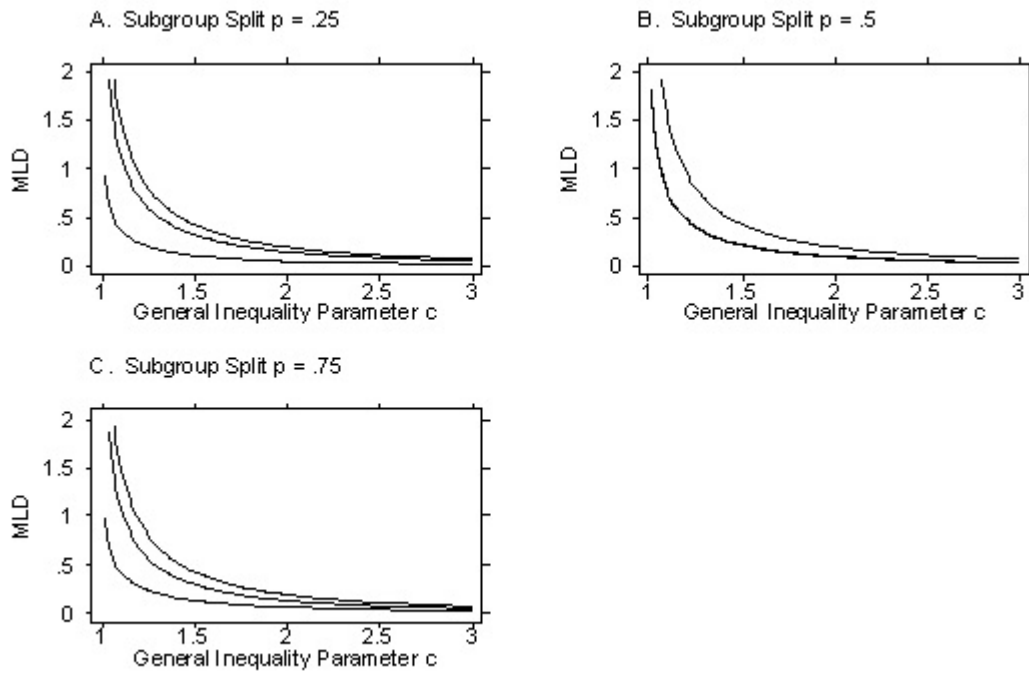 A. Subgroup Split p = .25
MLD
2
1.5
1
.5
0
1 1.5 2 2.5 3
General Inequality Parameter c
B. Subgroup Split p = .5
MLD
2
1.5
1
.5
0
1 1.5 2 2.5 3
General Inequality Parameter c
C. Subgroup Split p = .75
MLD
2
1.5
1
.5
0
1 1.5 2 2.5 3
General Inequality Parameter c